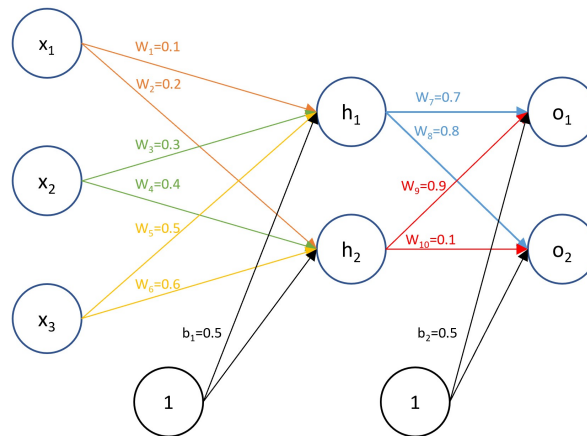 x₁
W₁=0.1
W₂=0.2
h₁
W₇=0.7
W₈=0.8
o₁
x₂
W₃=0.3
W₄=0.4
W₉=0.9
W₅=0.5
W₆=0.6
h₂
W₁₀=0.1
o₂
x₃
b₁=0.5
b₂=0.5
1
1